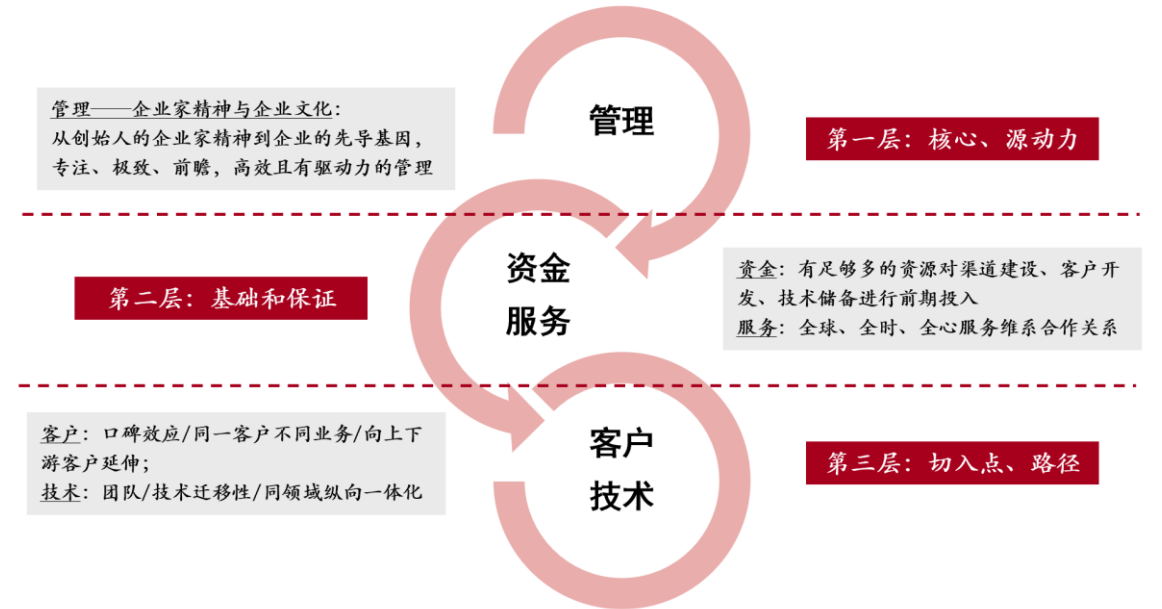 管理——企业家精神与企业文化：
从创始人的企业家精神到企业的先导基因，
专注、极致、前瞻，高效且有驱动力的管理
管理
第一层：核心、源动力
第二层：基础和保证
资金
服务
资金：有足够多的资源对渠道建设、客户开
发、技术储备进行前期投入
服务：全球、全时、全心服务维系合作关系
客户：口碑效应/同一客户不同业务/向上下
游客户延伸；
技术：团队/技术迁移性/同领域纵向一体化
客户
技术
第三层：切入点、路径